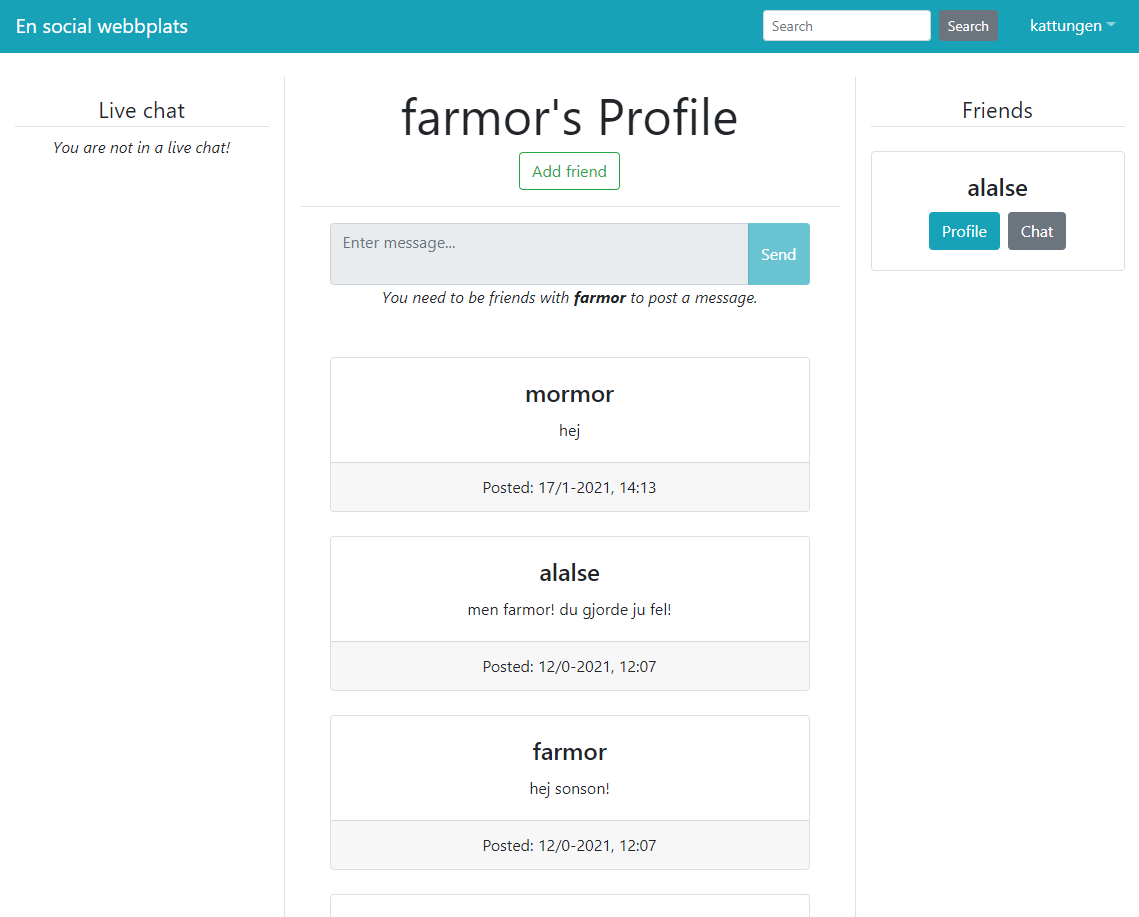 En social webbplats
Search
Search
kattungen
Live chat
You are not in a live chat!
farmor's Profile
Add friend
Enter message...
Send
You need to be friends with farmor to post a message.
mormor
hej
Posted: 17/1-2021, 14:13
alalse
men farmor! du gjorde ju fel!
Posted: 12/0-2021, 12:07
farmor
hej sonson!
Posted: 12/0-2021, 12:07
Friends
alalse
Profile
Chat